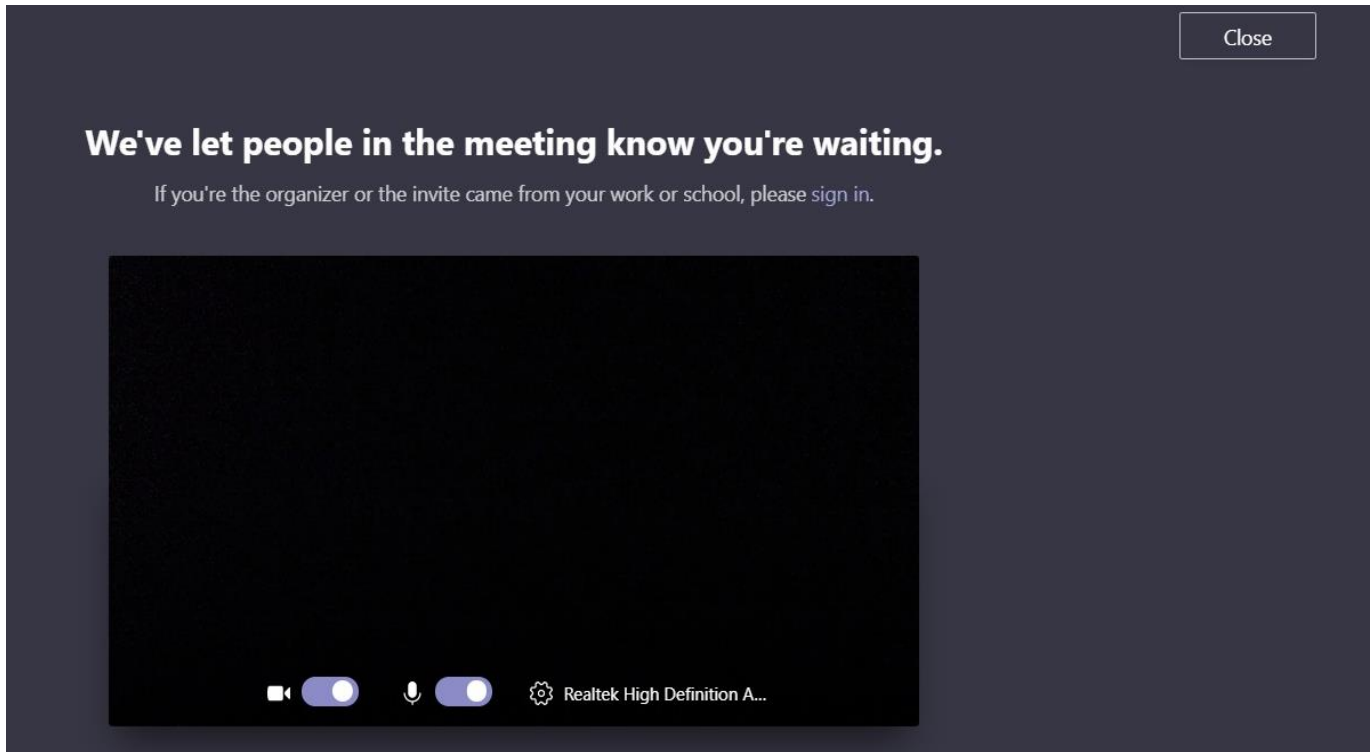 Close
We've let people in the meeting know you're waiting.
If you're the organizer or the invite came from your work or school, please sign in.
Realtek High Definition A...